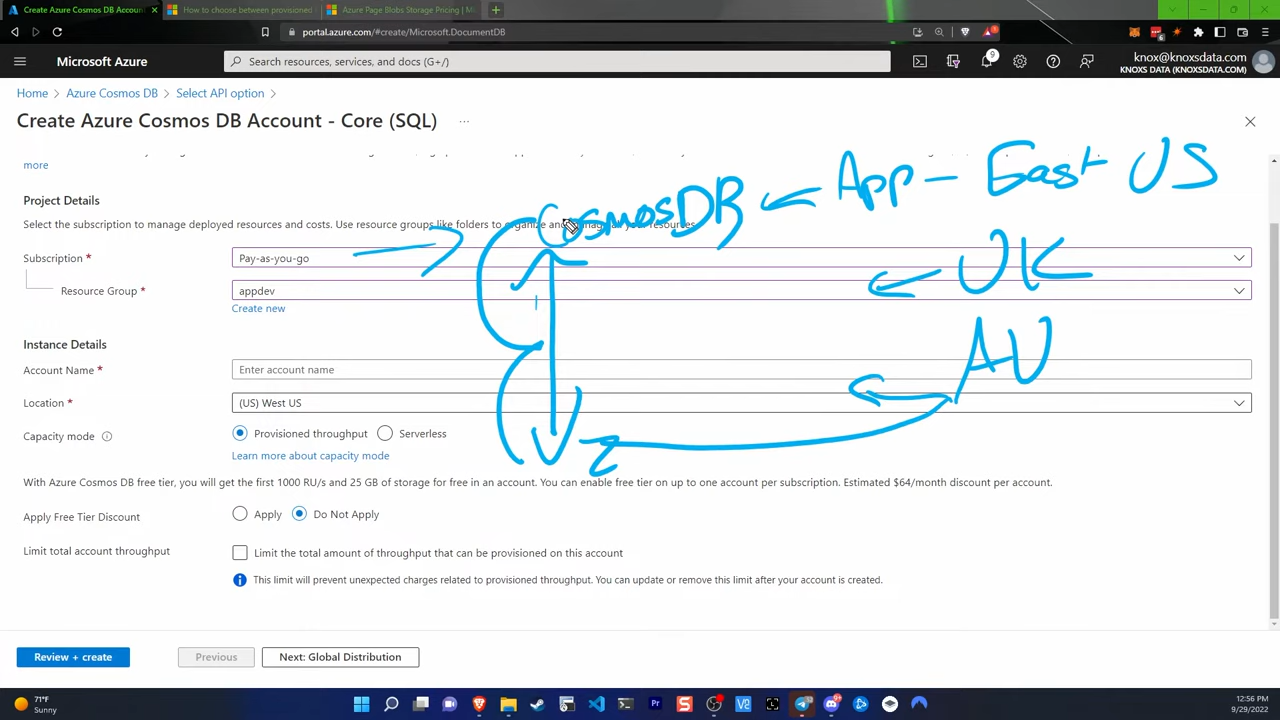 Create Azure Cosmos DB Account
How to choose between provisioned
Azure Page Blobs Storage Pricing | M
portal.azure.com/#create/Microsoft.DocumentDB
Microsoft Azure
Search resources, services, and docs (G+/)
9
knox@knoxsdata.com
KNOXS DATA (KNOXSDATA.COM)
Home > Azure Cosmos DB > Select API option >
Create Azure Cosmos DB Account - Core (SQL) ...
more
CosmosDB ← App - East US
Project Details
Select the subscription to manage deployed resources and costs. Use resource groups like folders to organize and manage all your resources.
Subscription * Pay-as-you-go
UK
Resource Group * appdev
Create new
Instance Details
AU
Account Name * Enter account name
Location * (US) West US
Capacity mode Provisioned throughput Serverless
Learn more about capacity mode
With Azure Cosmos DB free tier, you will get the first 1000 RU/s and 25 GB of storage for free in an account. You can enable free tier on up to one account per subscription. Estimated $64/month discount per account.
Apply Free Tier Discount Apply Do Not Apply
Limit total account throughput Limit the total amount of throughput that can be provisioned on this account
This limit will prevent unexpected charges related to provisioned throughput. You can update or remove this limit after your account is created.
Review + create Previous Next: Global Distribution
71°F
Sunny
12:56 PM
9/29/2022